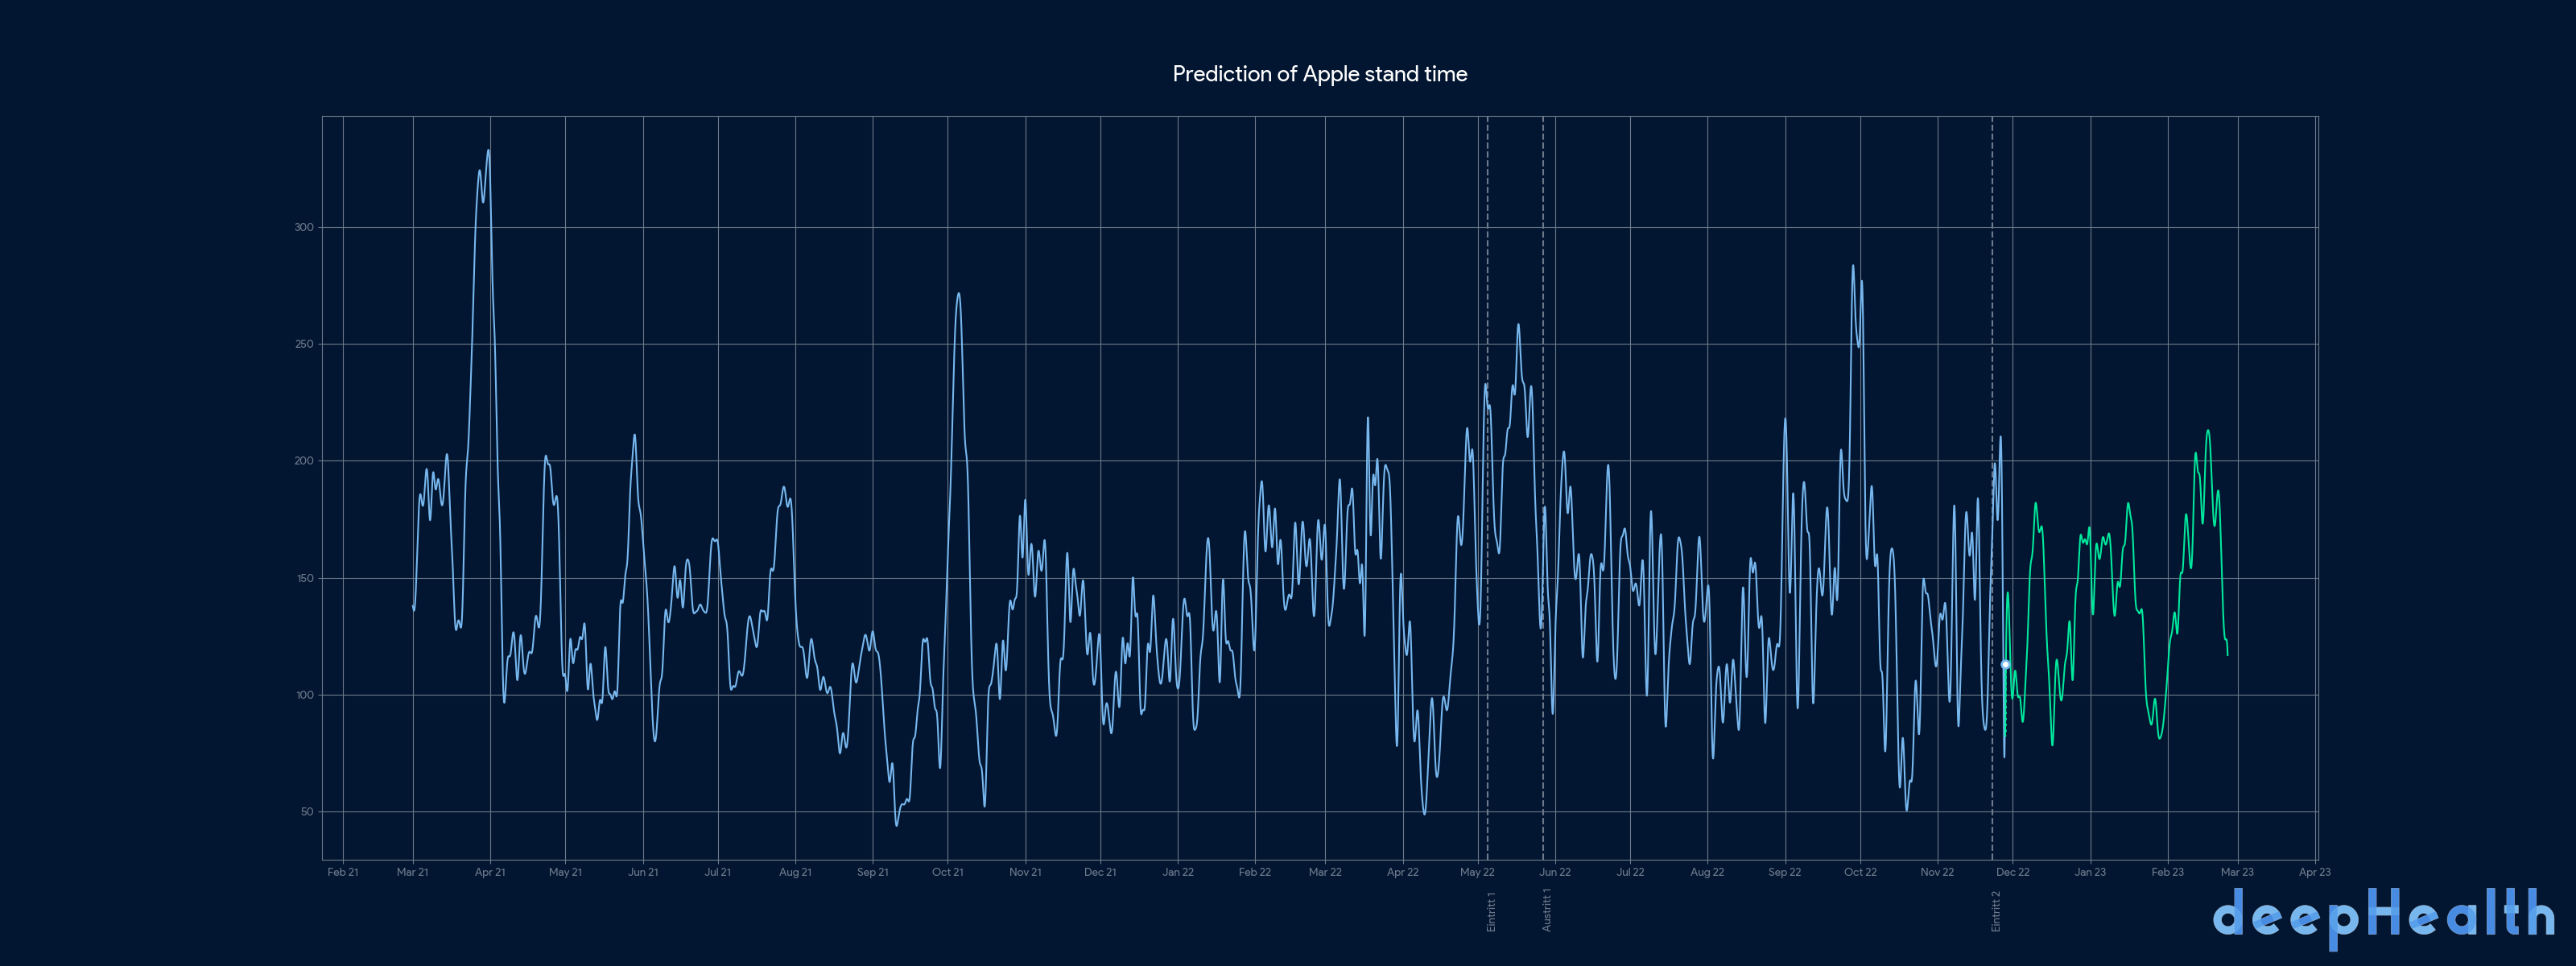 Prediction of Apple stand time
300
250
200
150
100
50
Feb 21 Mar 21 Apr 21 May 21 Jun 21 Jul 21 Aug 21 Sep 21 Oct 21 Nov 21 Dec 21 Jan 22 Feb 22 Mar 22 Apr 22 May 22 Jun 22 Jul 22 Aug 22 Sep 22 Oct 22 Nov 22 Dec 22 Jan 23 Feb 23 Mar 23 Apr 23
Eintritt 1
Austritt 1
Eintritt 2
deepHealth